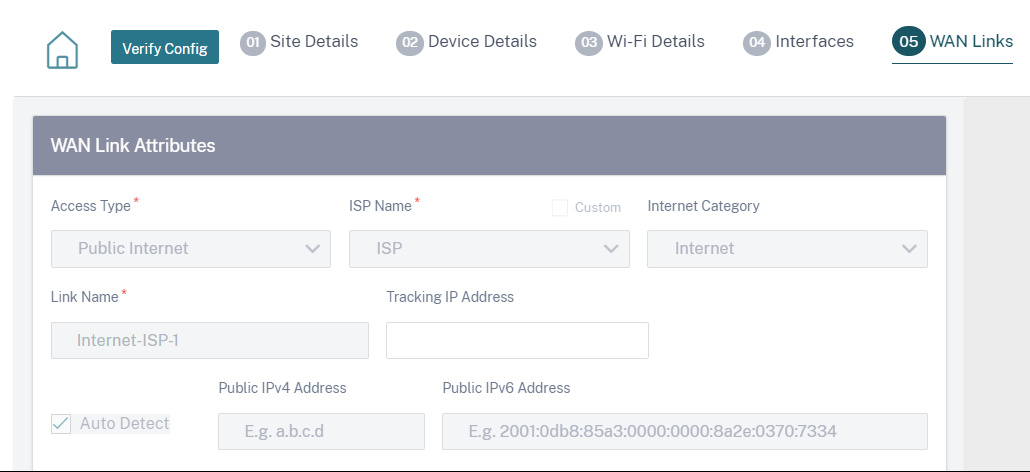 Verify Config
01 Site Details
02 Device Details
03 Wi-Fi Details
04 Interfaces
05 WAN Links
WAN Link Attributes
Access Type*
ISP Name*
Custom
Internet Category
Public Internet
ISP
Internet
Link Name*
Tracking IP Address
Internet-ISP-1
Public IPv4 Address
Public IPv6 Address
Auto Detect
E.g. a.b.c.d
E.g. 2001:0db8:85a3:0000:0000:8a2e:0370:7334